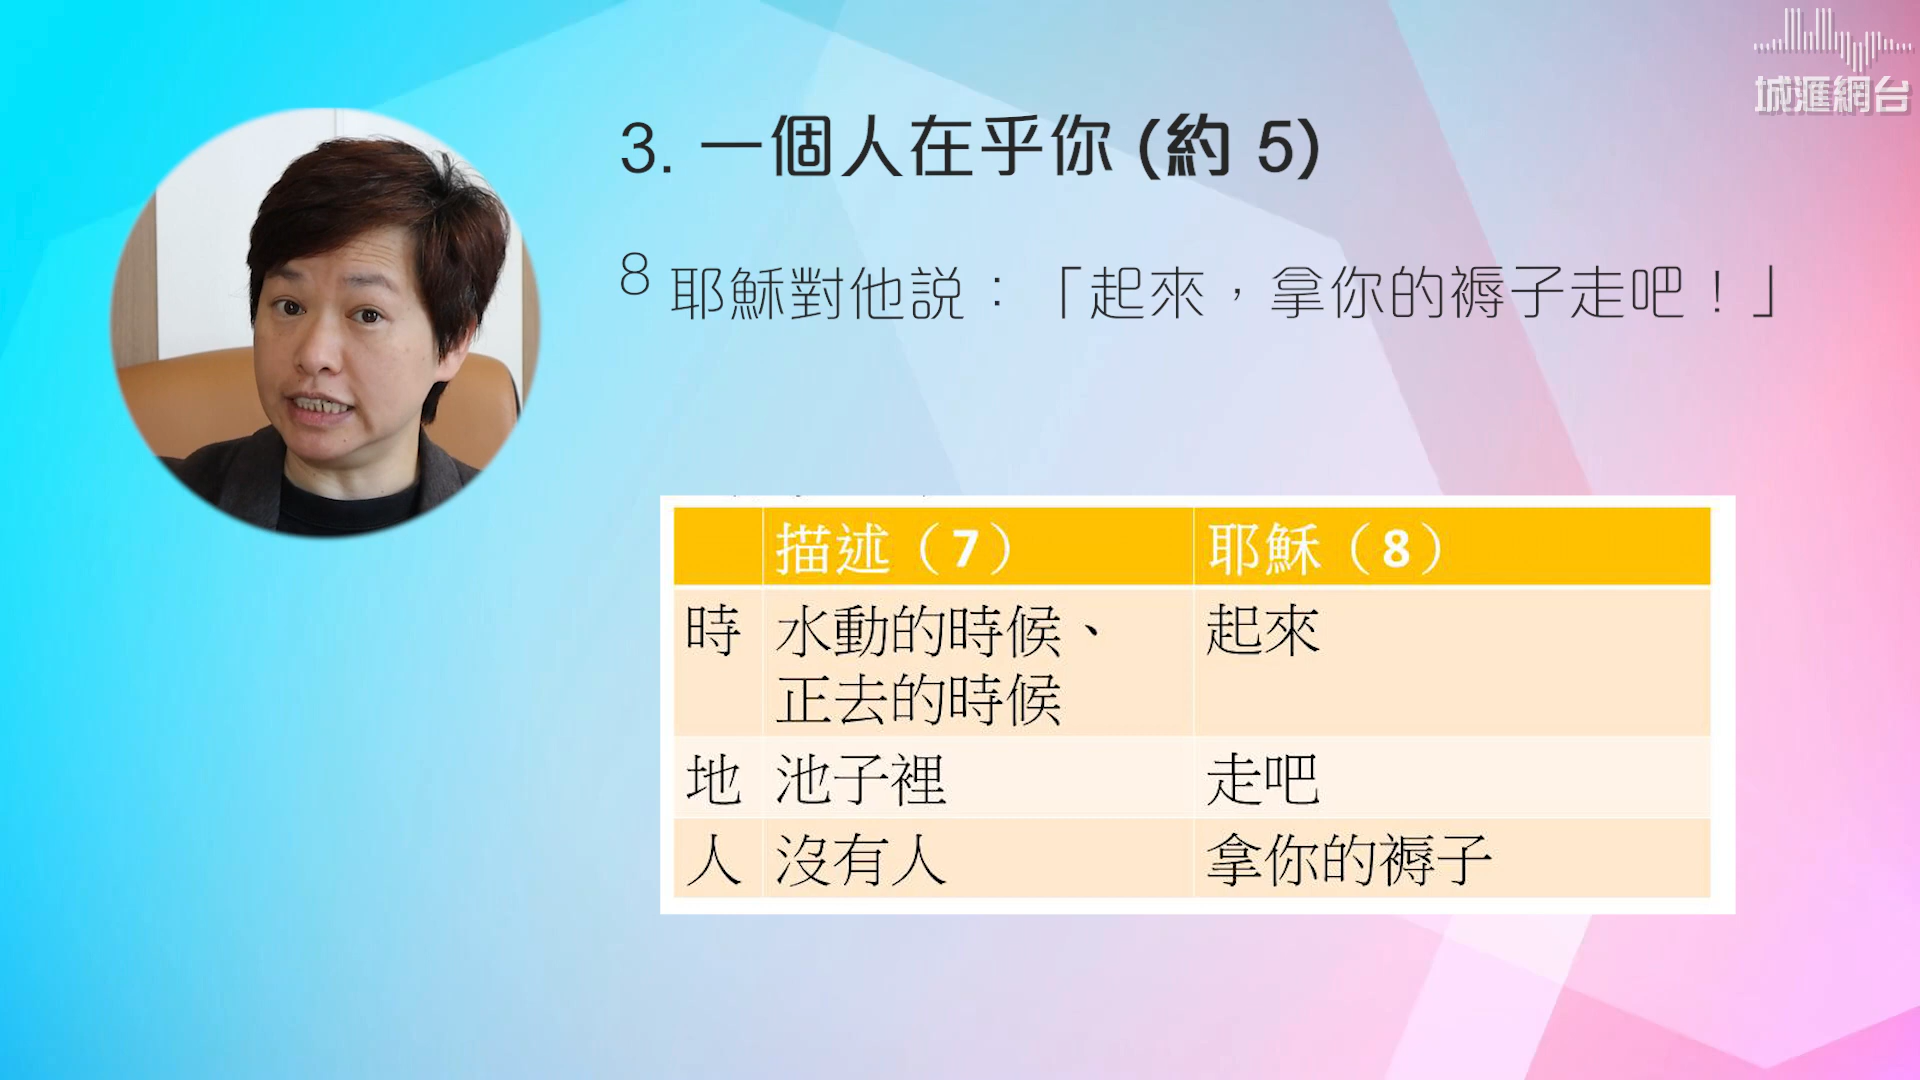 城滙網台
3. 一個人在乎你 (約 5)
8 耶穌對他説：「起來，拿你的褥子走吧！」
描述（7） 耶穌（8）
時 水動的時候、 起來
正去的時候
地 池子裡 走吧
人 沒有人 拿你的褥子